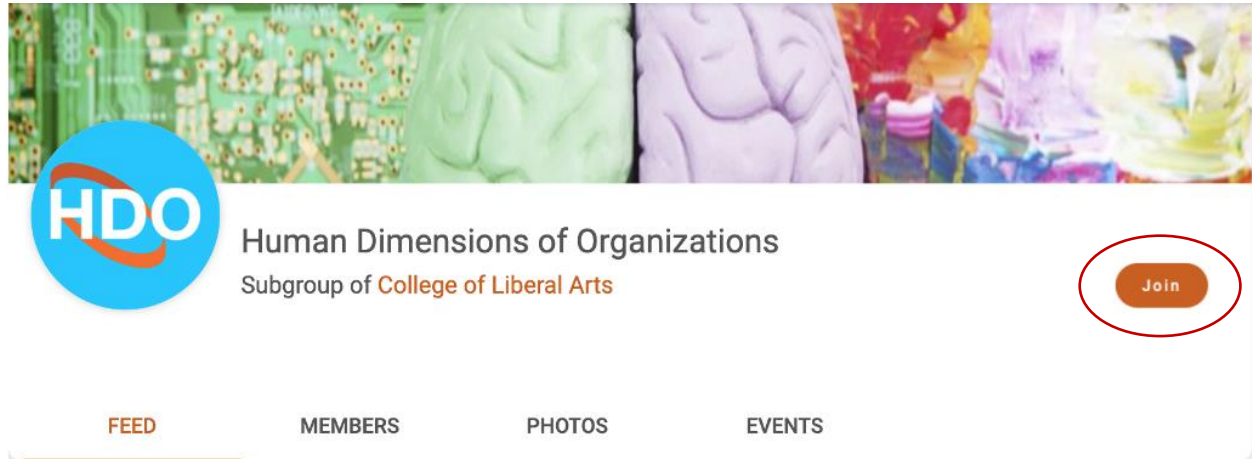 HDO
Human Dimensions of Organizations
Subgroup of College of Liberal Arts
Join
FEED MEMBERS PHOTOS EVENTS